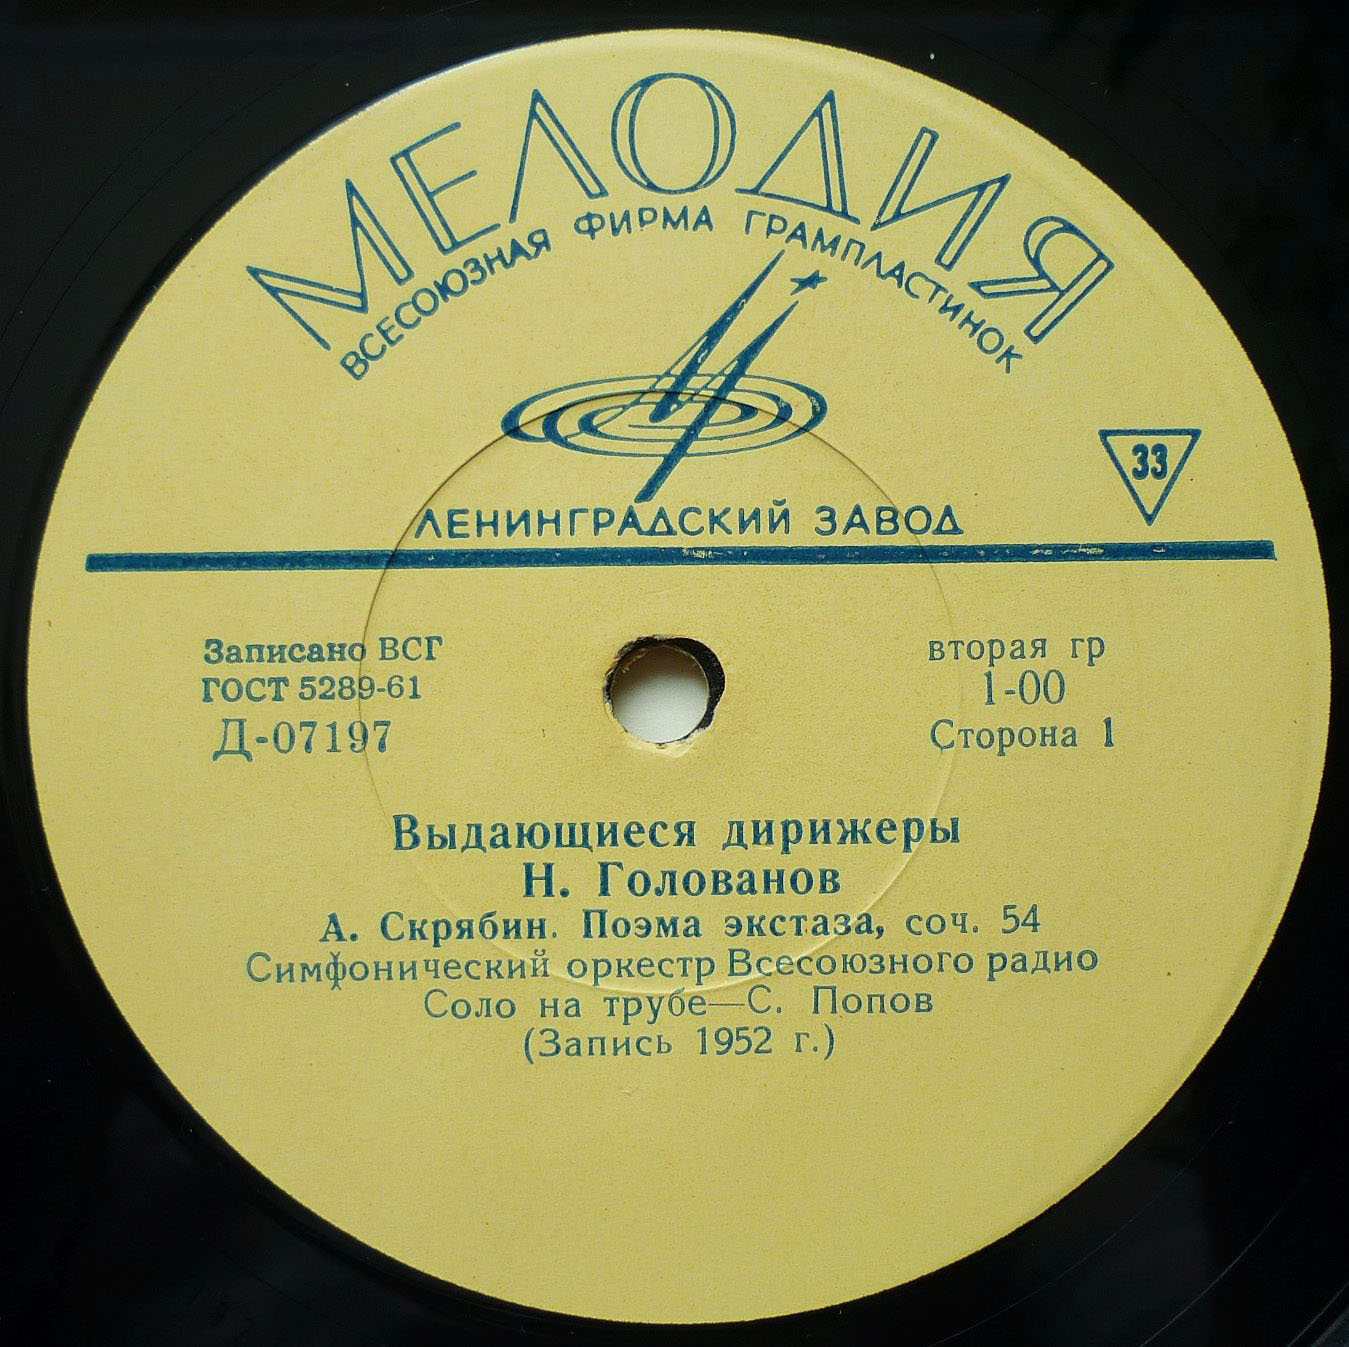 МЕЛОДИЯ
ВСЕСОЮЗНАЯ ФИРМА ГРАМПЛАСТИНОК
33
ЛЕНИНГРАДСКИЙ ЗАВОД
Записано ВСГ
ГОСТ 5289-61
Д-07197
вторая гр
1-00
Сторона 1
Выдающиеся дирижеры
Н. Голованов
А. Скрябин. Поэма экстаза, соч. 54
Симфонический оркестр Всесоюзного радио
Соло на трубе—С. Попов
(Запись 1952 г.)